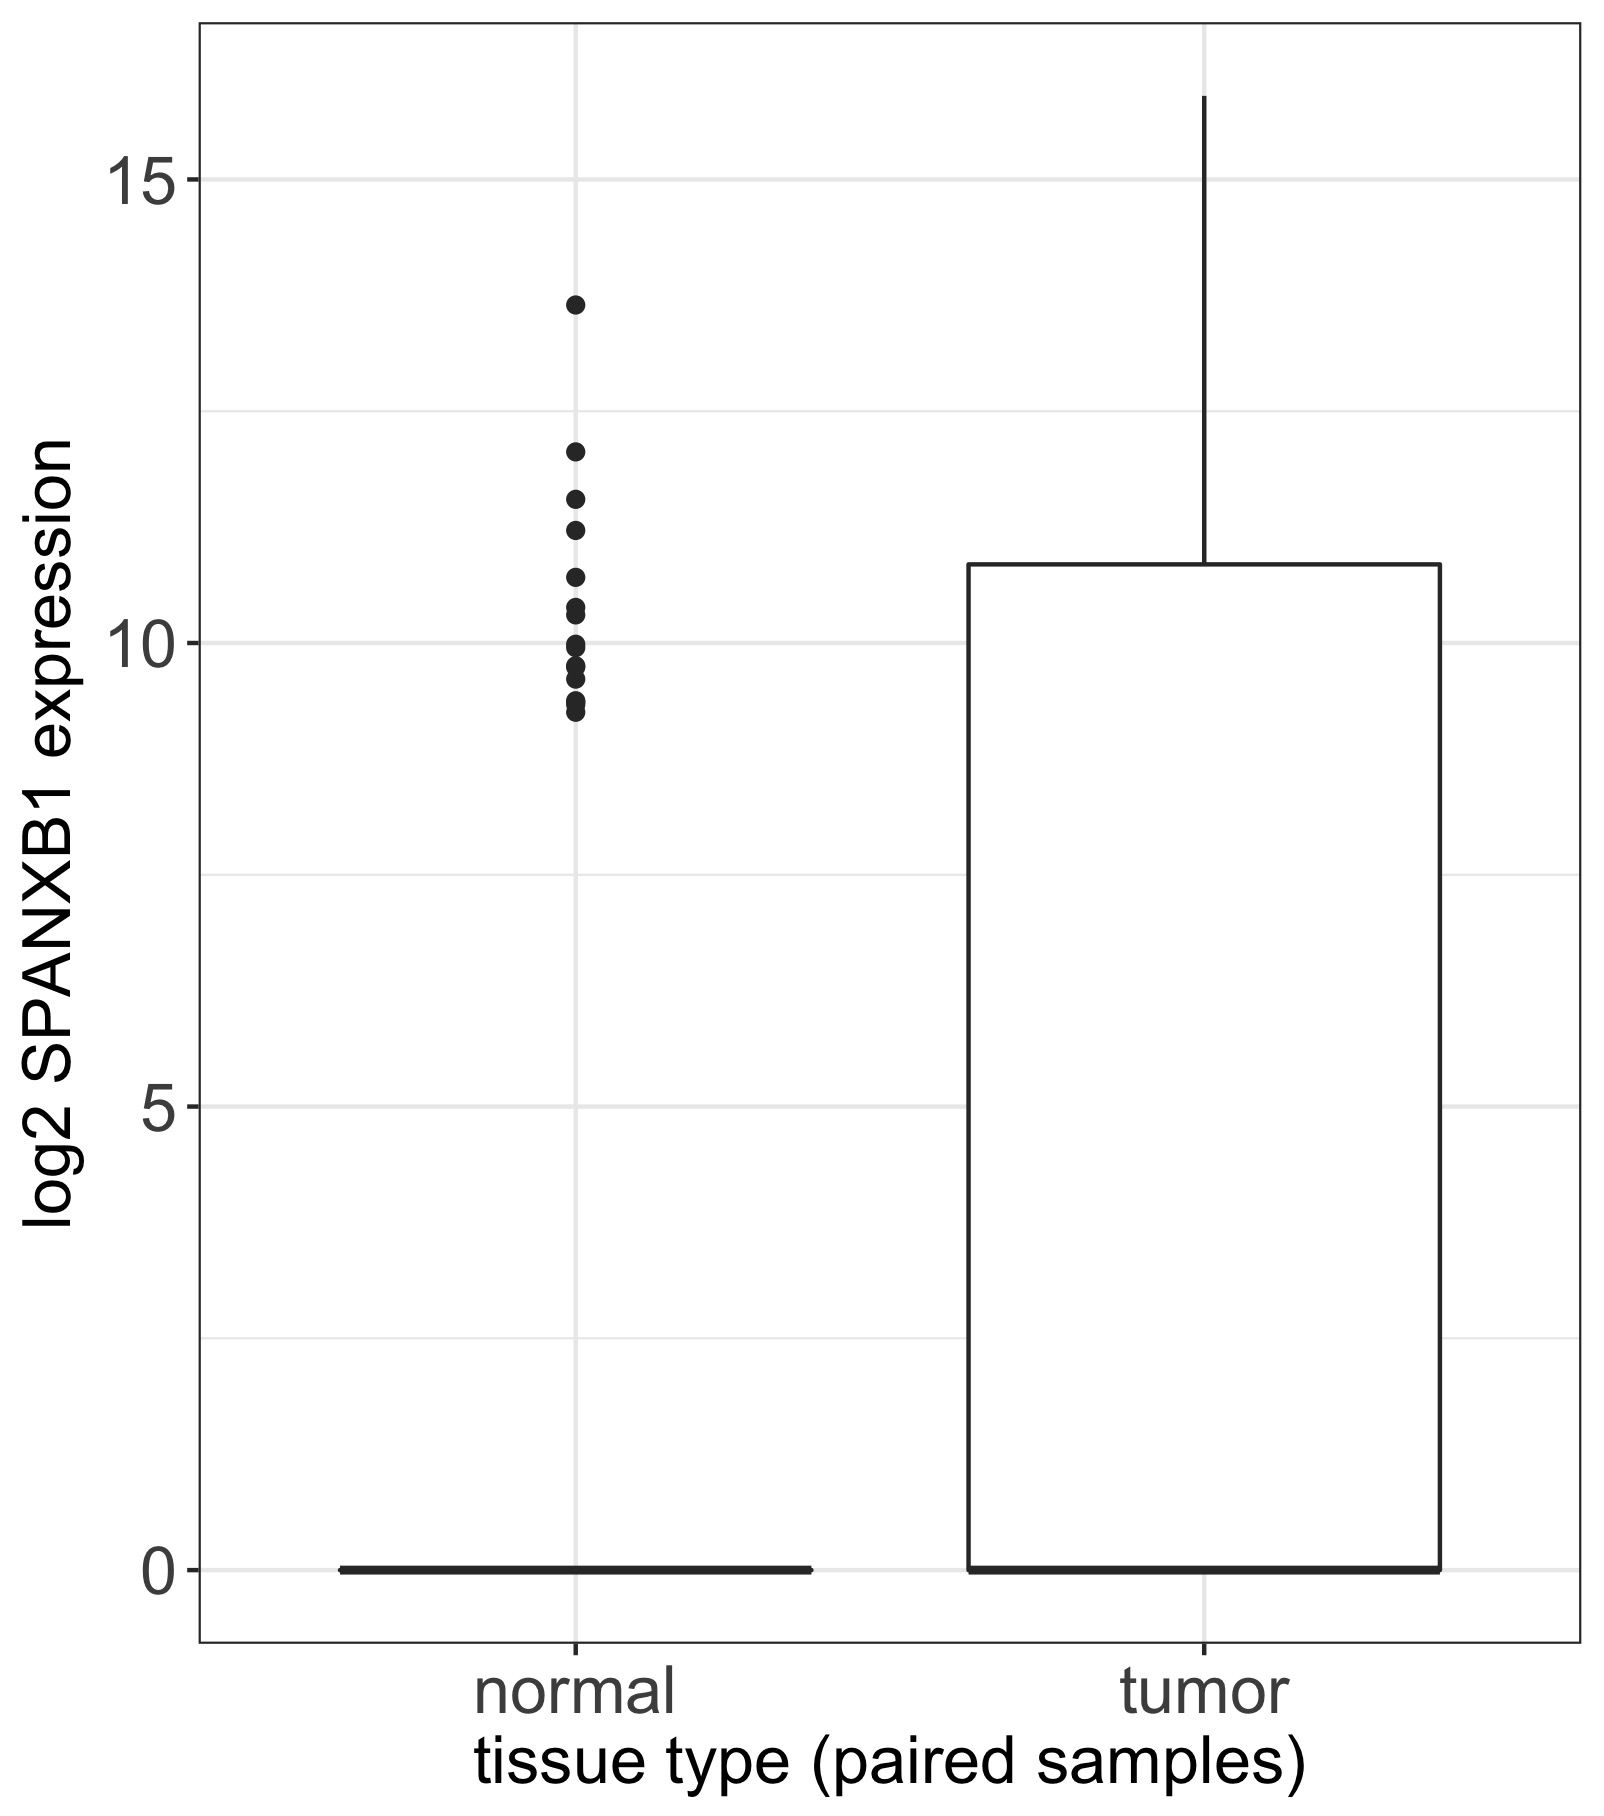 log2 SPANXB1 expression
15
10
5
0
normal
tumor
tissue type (paired samples)